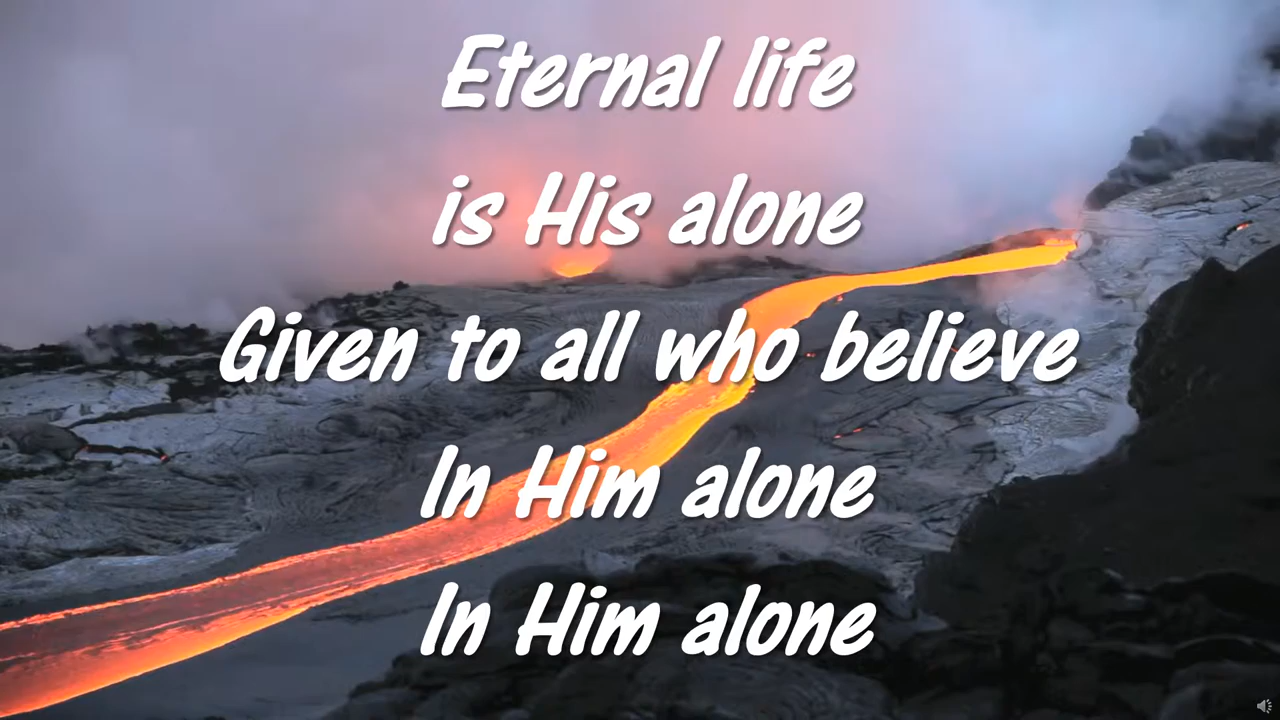 Eternal life
is His alone
Given to all who believe
In Him alone
In Him alone